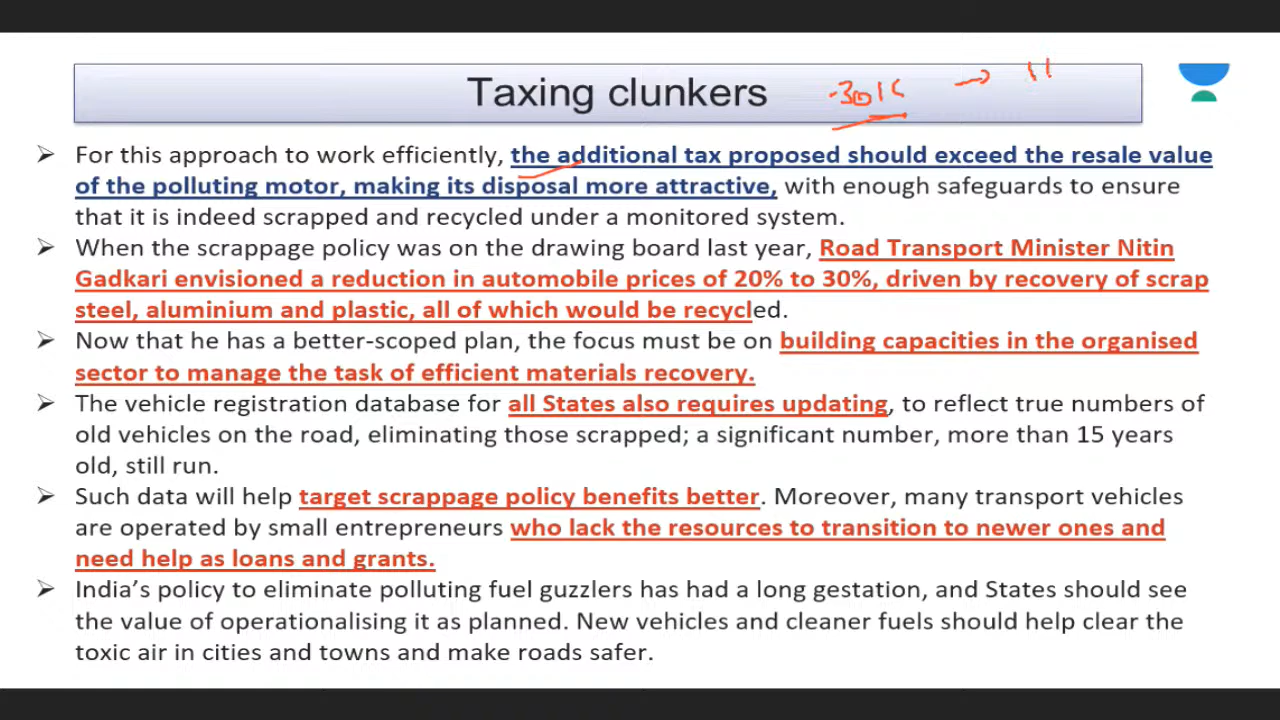 Taxing clunkers
➢ For this approach to work efficiently, the additional tax proposed should exceed the resale value
of the polluting motor, making its disposal more attractive, with enough safeguards to ensure
that it is indeed scrapped and recycled under a monitored system.
➢ When the scrappage policy was on the drawing board last year, Road Transport Minister Nitin
Gadkari envisioned a reduction in automobile prices of 20% to 30%, driven by recovery of scrap
steel, aluminium and plastic, all of which would be recycled.
➢ Now that he has a better-scoped plan, the focus must be on building capacities in the organised
sector to manage the task of efficient materials recovery.
➢ The vehicle registration database for all States also requires updating, to reflect true numbers of
old vehicles on the road, eliminating those scrapped; a significant number, more than 15 years
old, still run.
➢ Such data will help target scrappage policy benefits better. Moreover, many transport vehicles
are operated by small entrepreneurs who lack the resources to transition to newer ones and
need help as loans and grants.
➢ India's policy to eliminate polluting fuel guzzlers has had a long gestation, and States should see
the value of operationalising it as planned. New vehicles and cleaner fuels should help clear the
toxic air in cities and towns and make roads safer.